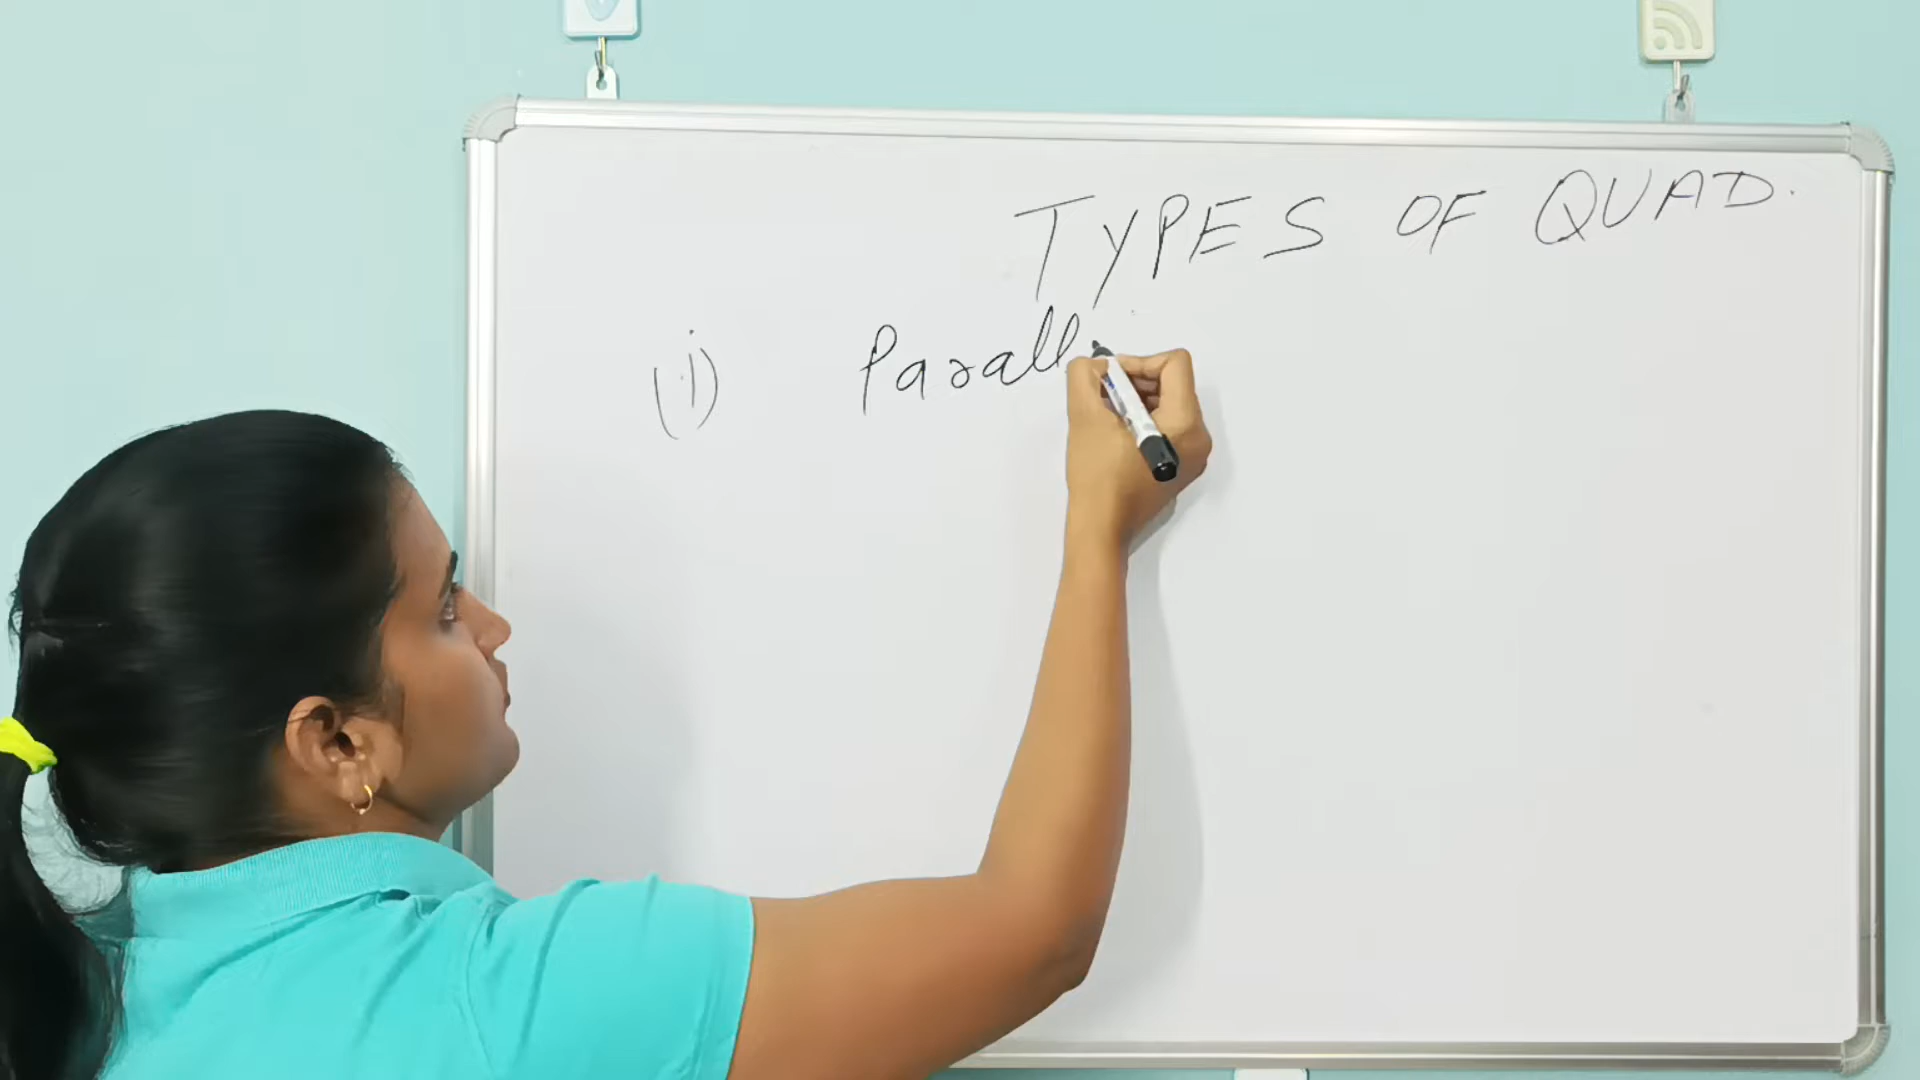 TYPES OF QUAD.
(i) Parall